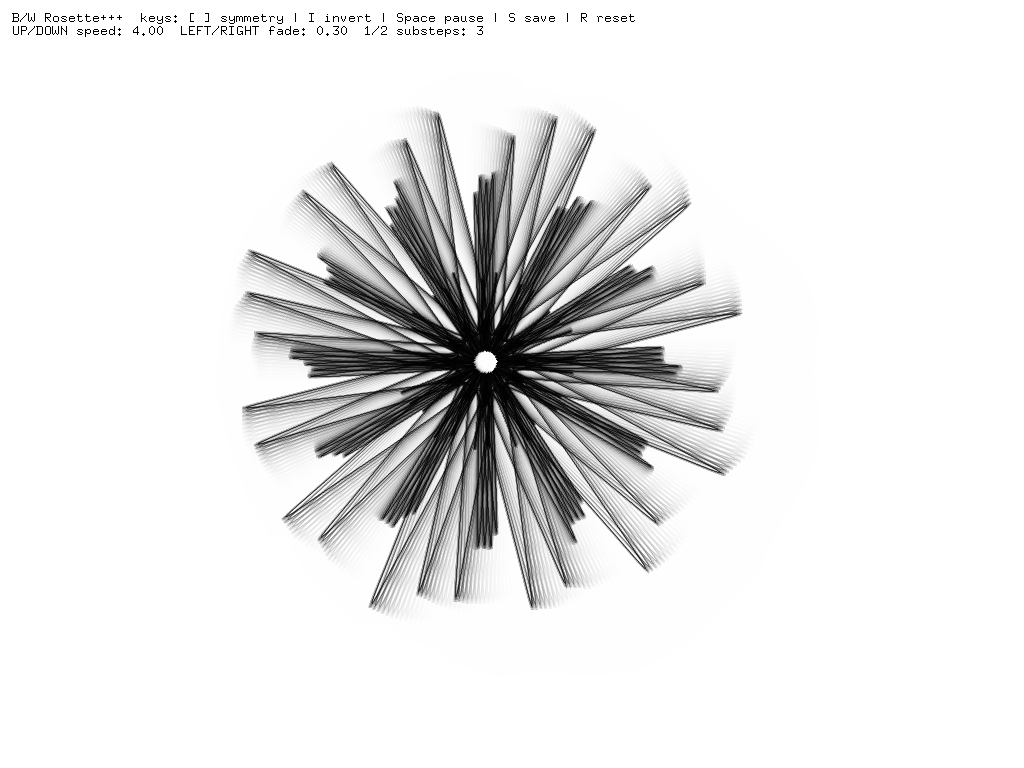 B/W Rosette+++  keys: [ ] symmetry | I invert | Space pause | S save | R reset
UP/DOWN speed: 4.00  LEFT/RIGHT fade: 0.30  1/2 substeps: 3